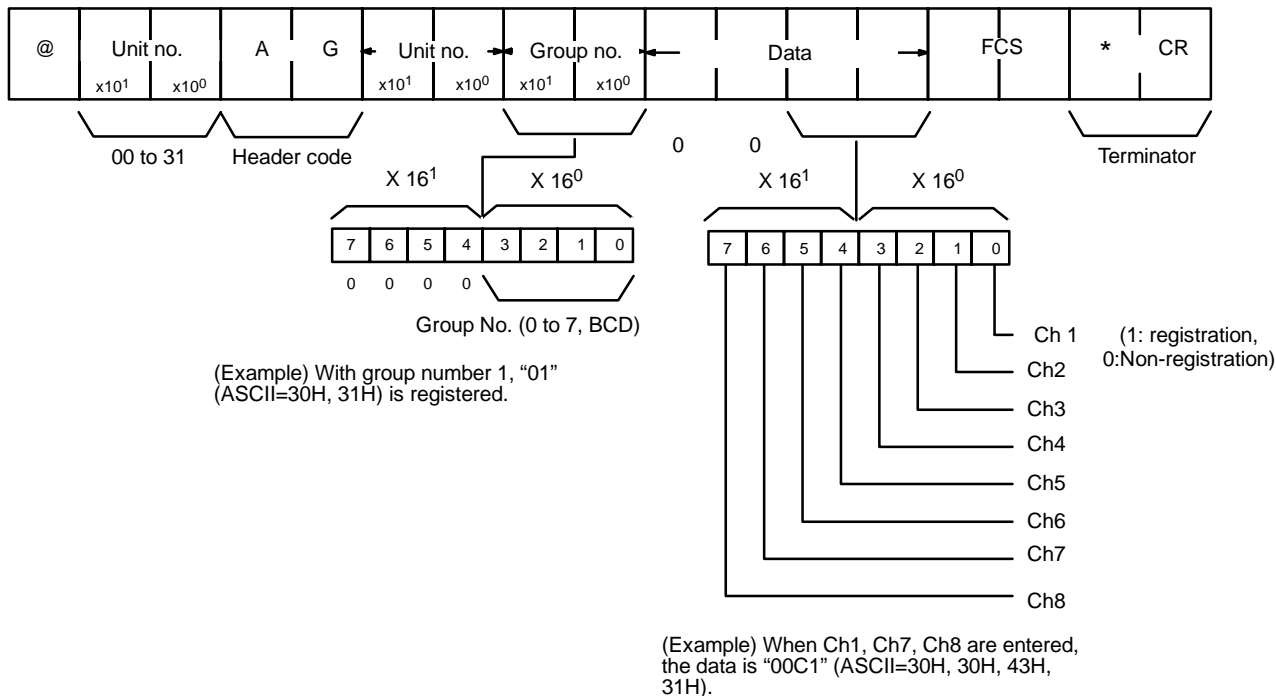 @ Unit no. A G Unit no. Group no. Data FCS * CR
x10¹ x10⁰ x10¹ x10⁰ x10¹ x10⁰
00 to 31 Header code 0 0 Terminator
X 16¹ X 16⁰ X 16¹ X 16⁰
7 6 5 4 3 2 1 0 7 6 5 4 3 2 1 0
0 0 0 0
Group No. (0 to 7, BCD)
(Example) With group number 1, “01”
(ASCII=30H, 31H) is registered.
Ch 1 (1: registration,
0:Non-registration)
Ch2
Ch3
Ch4
Ch5
Ch6
Ch7
Ch8
(Example) When Ch1, Ch7, Ch8 are entered,
the data is “00C1” (ASCII=30H, 30H, 43H,
31H).